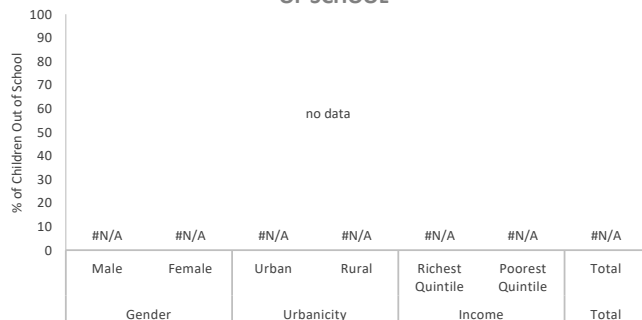 OF SCHOOL
100
90
80
70
60
50
40
30
20
10
0
% of Children Out of School
no data
#N/A #N/A #N/A #N/A #N/A #N/A #N/A
Male Female Urban Rural Richest Quintile Poorest Quintile Total
Gender Urbanicity Income Total